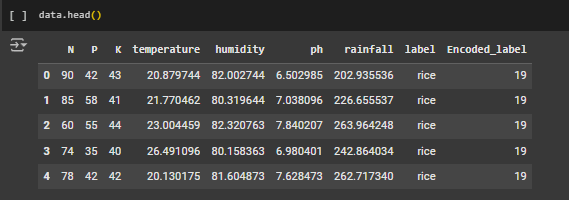 [ ] data.head()
N P K temperature humidity ph rainfall label Encoded_label
0 90 42 43 20.879744 82.002744 6.502985 202.935536 rice 19
1 85 58 41 21.770462 80.319644 7.038096 226.655537 rice 19
2 60 55 44 23.004459 82.320763 7.840207 263.964248 rice 19
3 74 35 40 26.491096 80.158363 6.980401 242.864034 rice 19
4 78 42 42 20.130175 81.604873 7.628473 262.717340 rice 19